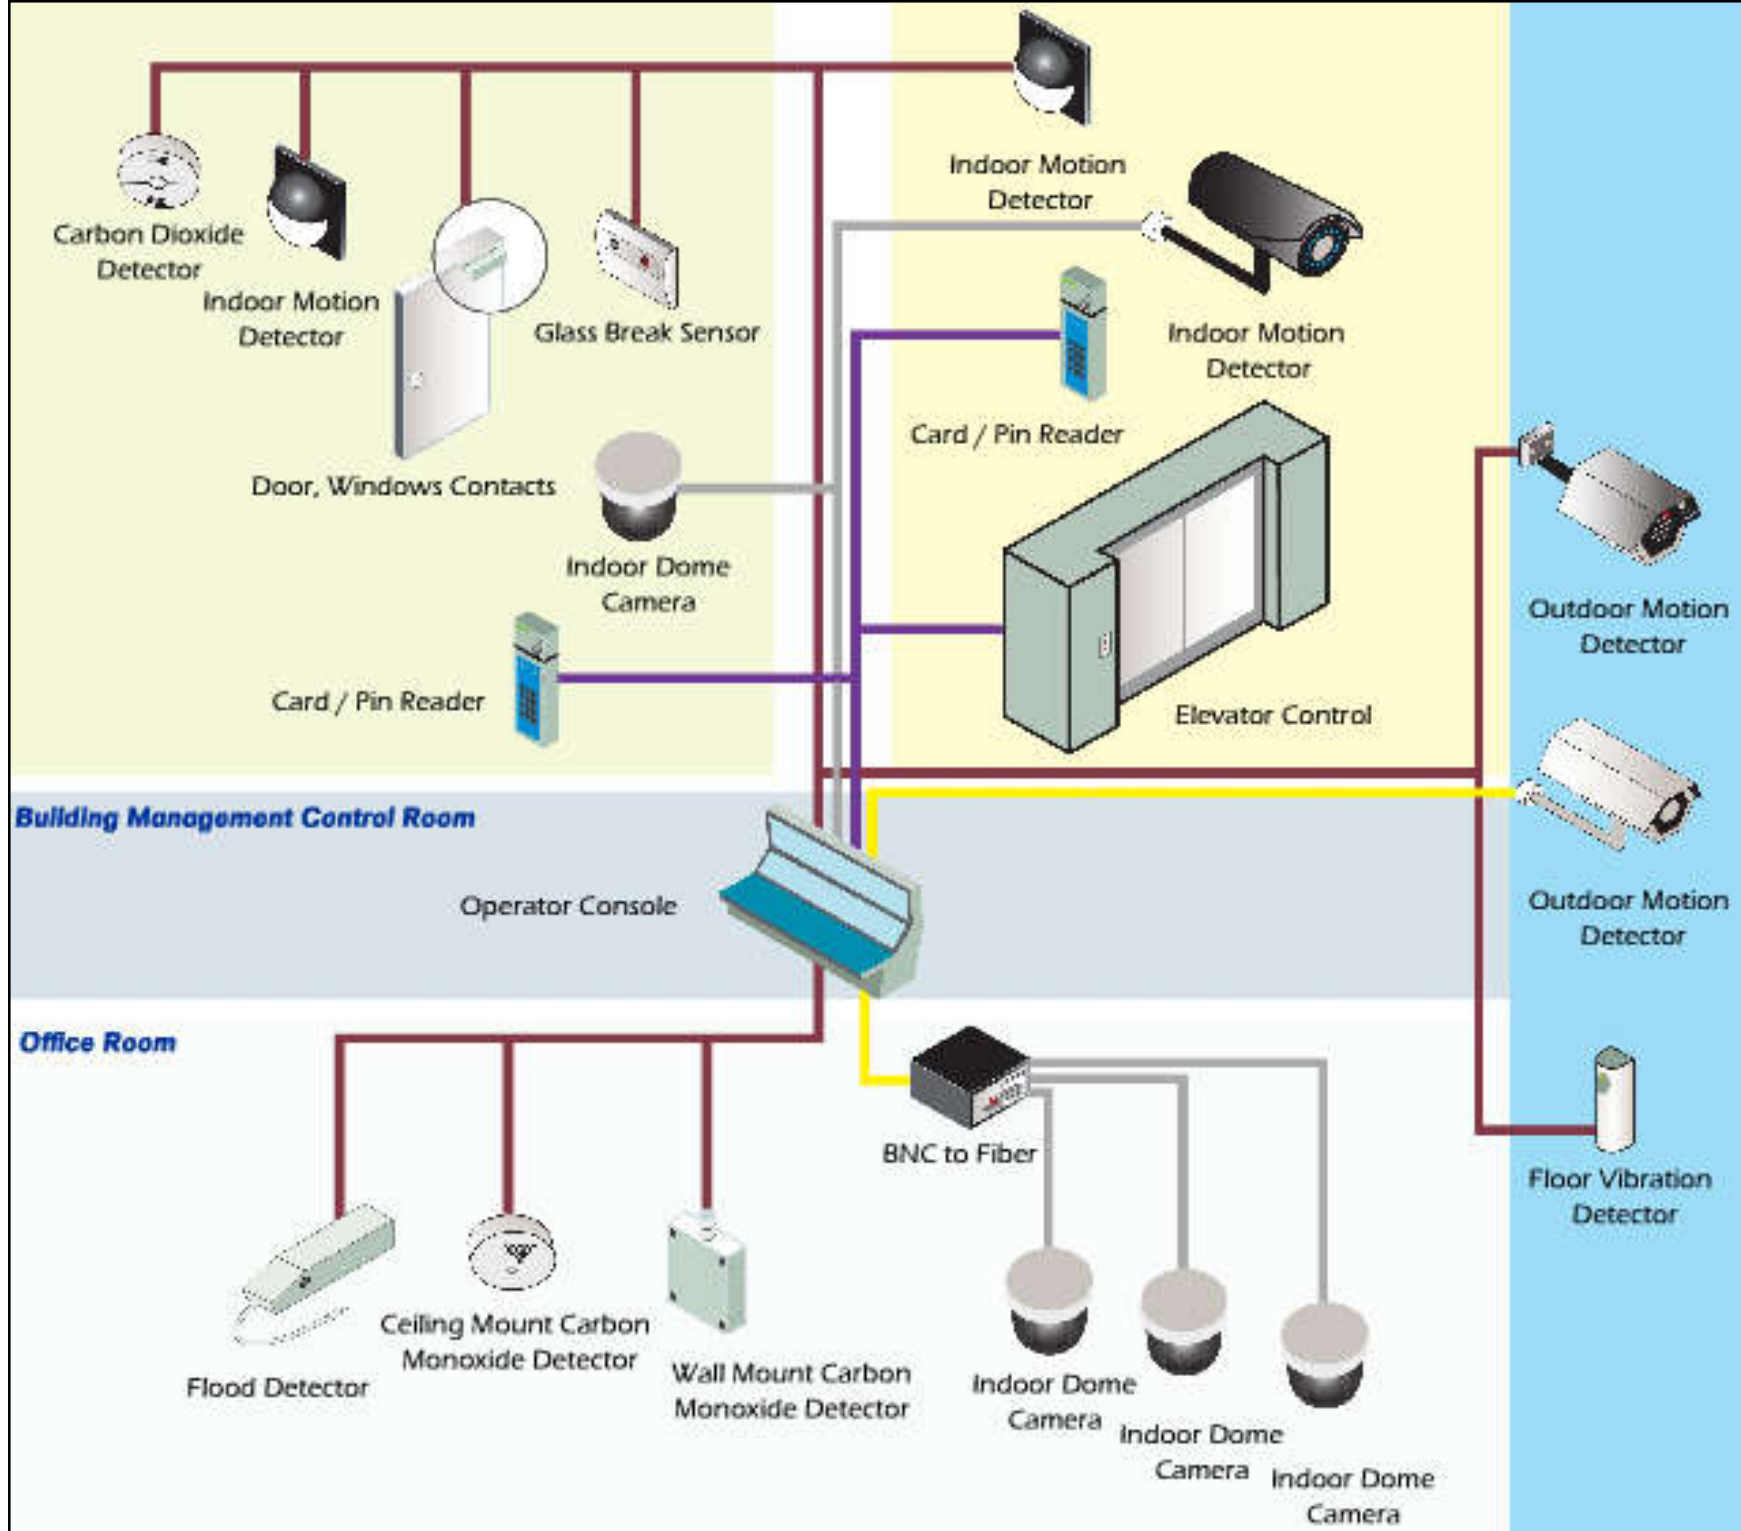 Indoor Motion
Detector
Carbon Dioxide
Detector
Indoor Motion
Detector
Glass Break Sensor
Indoor Motion
Detector
Card / Pin Reader
Door, Windows Contacts
Indoor Dome
Camera
Outdoor Motion
Detector
Card / Pin Reader
Elevator Control
Building Management Control Room
Operator Console
Outdoor Motion
Detector
Office Room
BNC to Fiber
Floor Vibration
Detector
Flood Detector
Ceiling Mount Carbon
Monoxide Detector
Wall Mount Carbon
Monoxide Detector
Indoor Dome
Camera
Indoor Dome
Camera
Indoor Dome
Camera